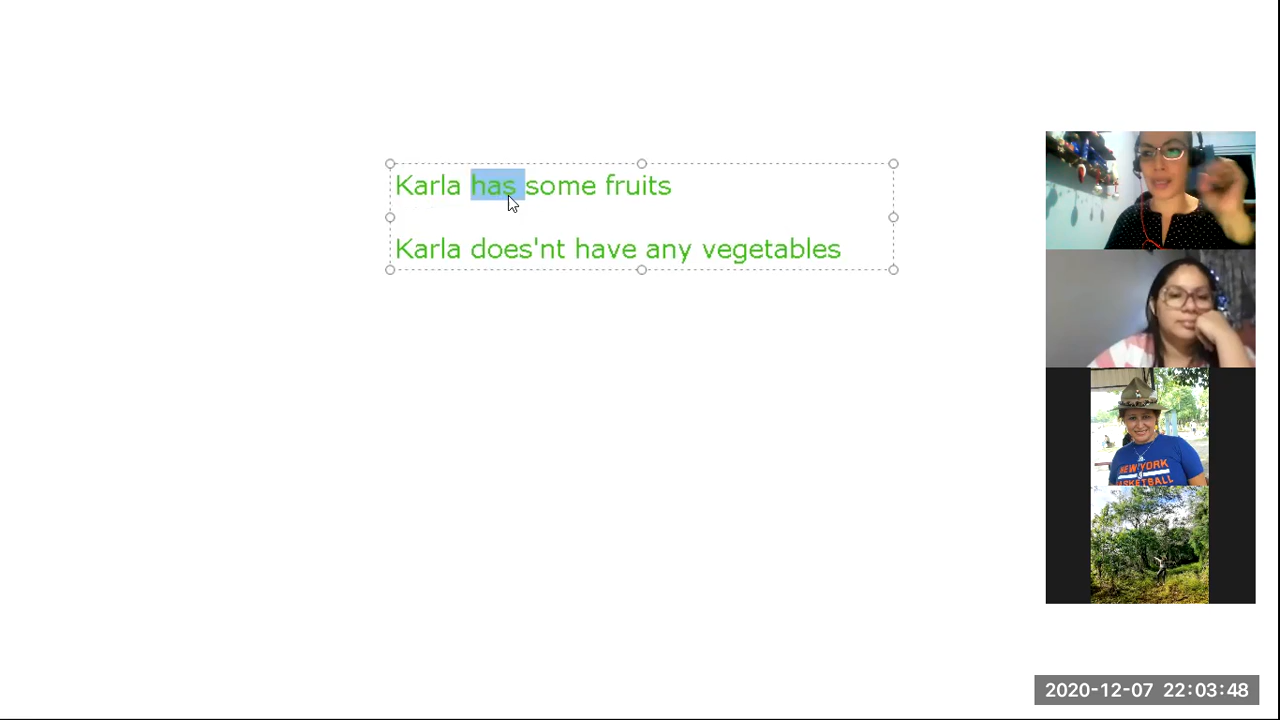 Karla has some fruits
Karla does'nt have any vegetables
NEW YORK
BASKETBALL
2020-12-07 22:03:48